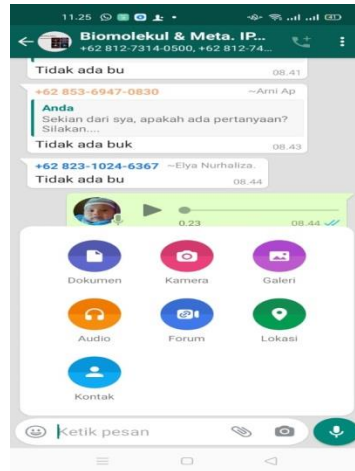 11.25
Biomolekul & Meta. IP...
+62 812-7314-0500, +62 812-74...
Tidak ada bu
08.41
+62 853-6947-0830 ~Arni Ap
Anda
Sekian dari sya, apakah ada pertanyaan?
Silakan....
Tidak ada buk
08.43
+62 823-1024-6367 ~Elya Nurhaliza.
Tidak ada bu
08.44
0.23 08.44
Dokumen Kamera Galeri
Audio Forum Lokasi
Kontak
Ketik pesan